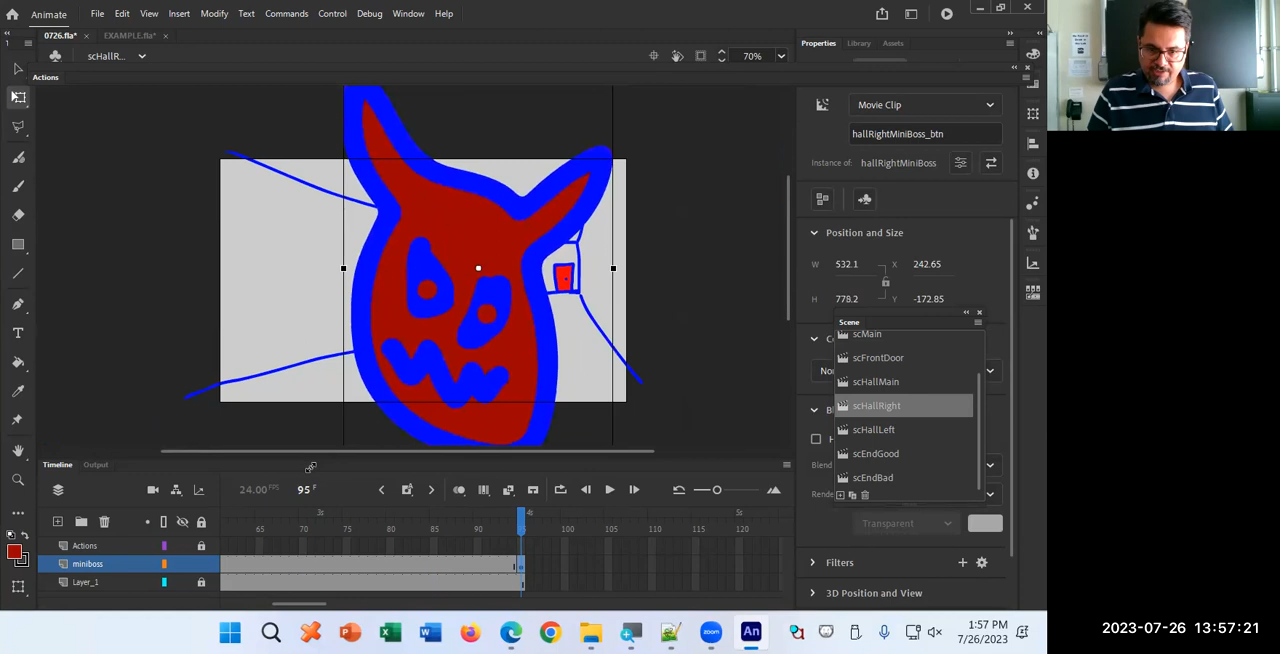 Animate
File Edit View Insert Modify Text Commands Control Debug Window Help
0726.fla* × EXAMPLE.fla* ×
scHallR...
70%
Properties Library Assets
Actions
Movie Clip
hallRightMiniBoss_btn
Instance of: hallRightMiniBoss
Position and Size
W 532.1 X 242.65
H 778.2 Y -172.85
Scene
scMain
scFrontDoor
scHallMain
scHallRight
scHallLeft
scEndGood
scEndBad
Transparent
Filters
3D Position and View
Timeline Output
24.00 FPS 95 F
3s 4s 5s
65 70 75 80 85 90 100 105 110 115 120
Actions
miniboss
Layer_1
1:57 PM
7/26/2023
2023-07-26 13:57:21